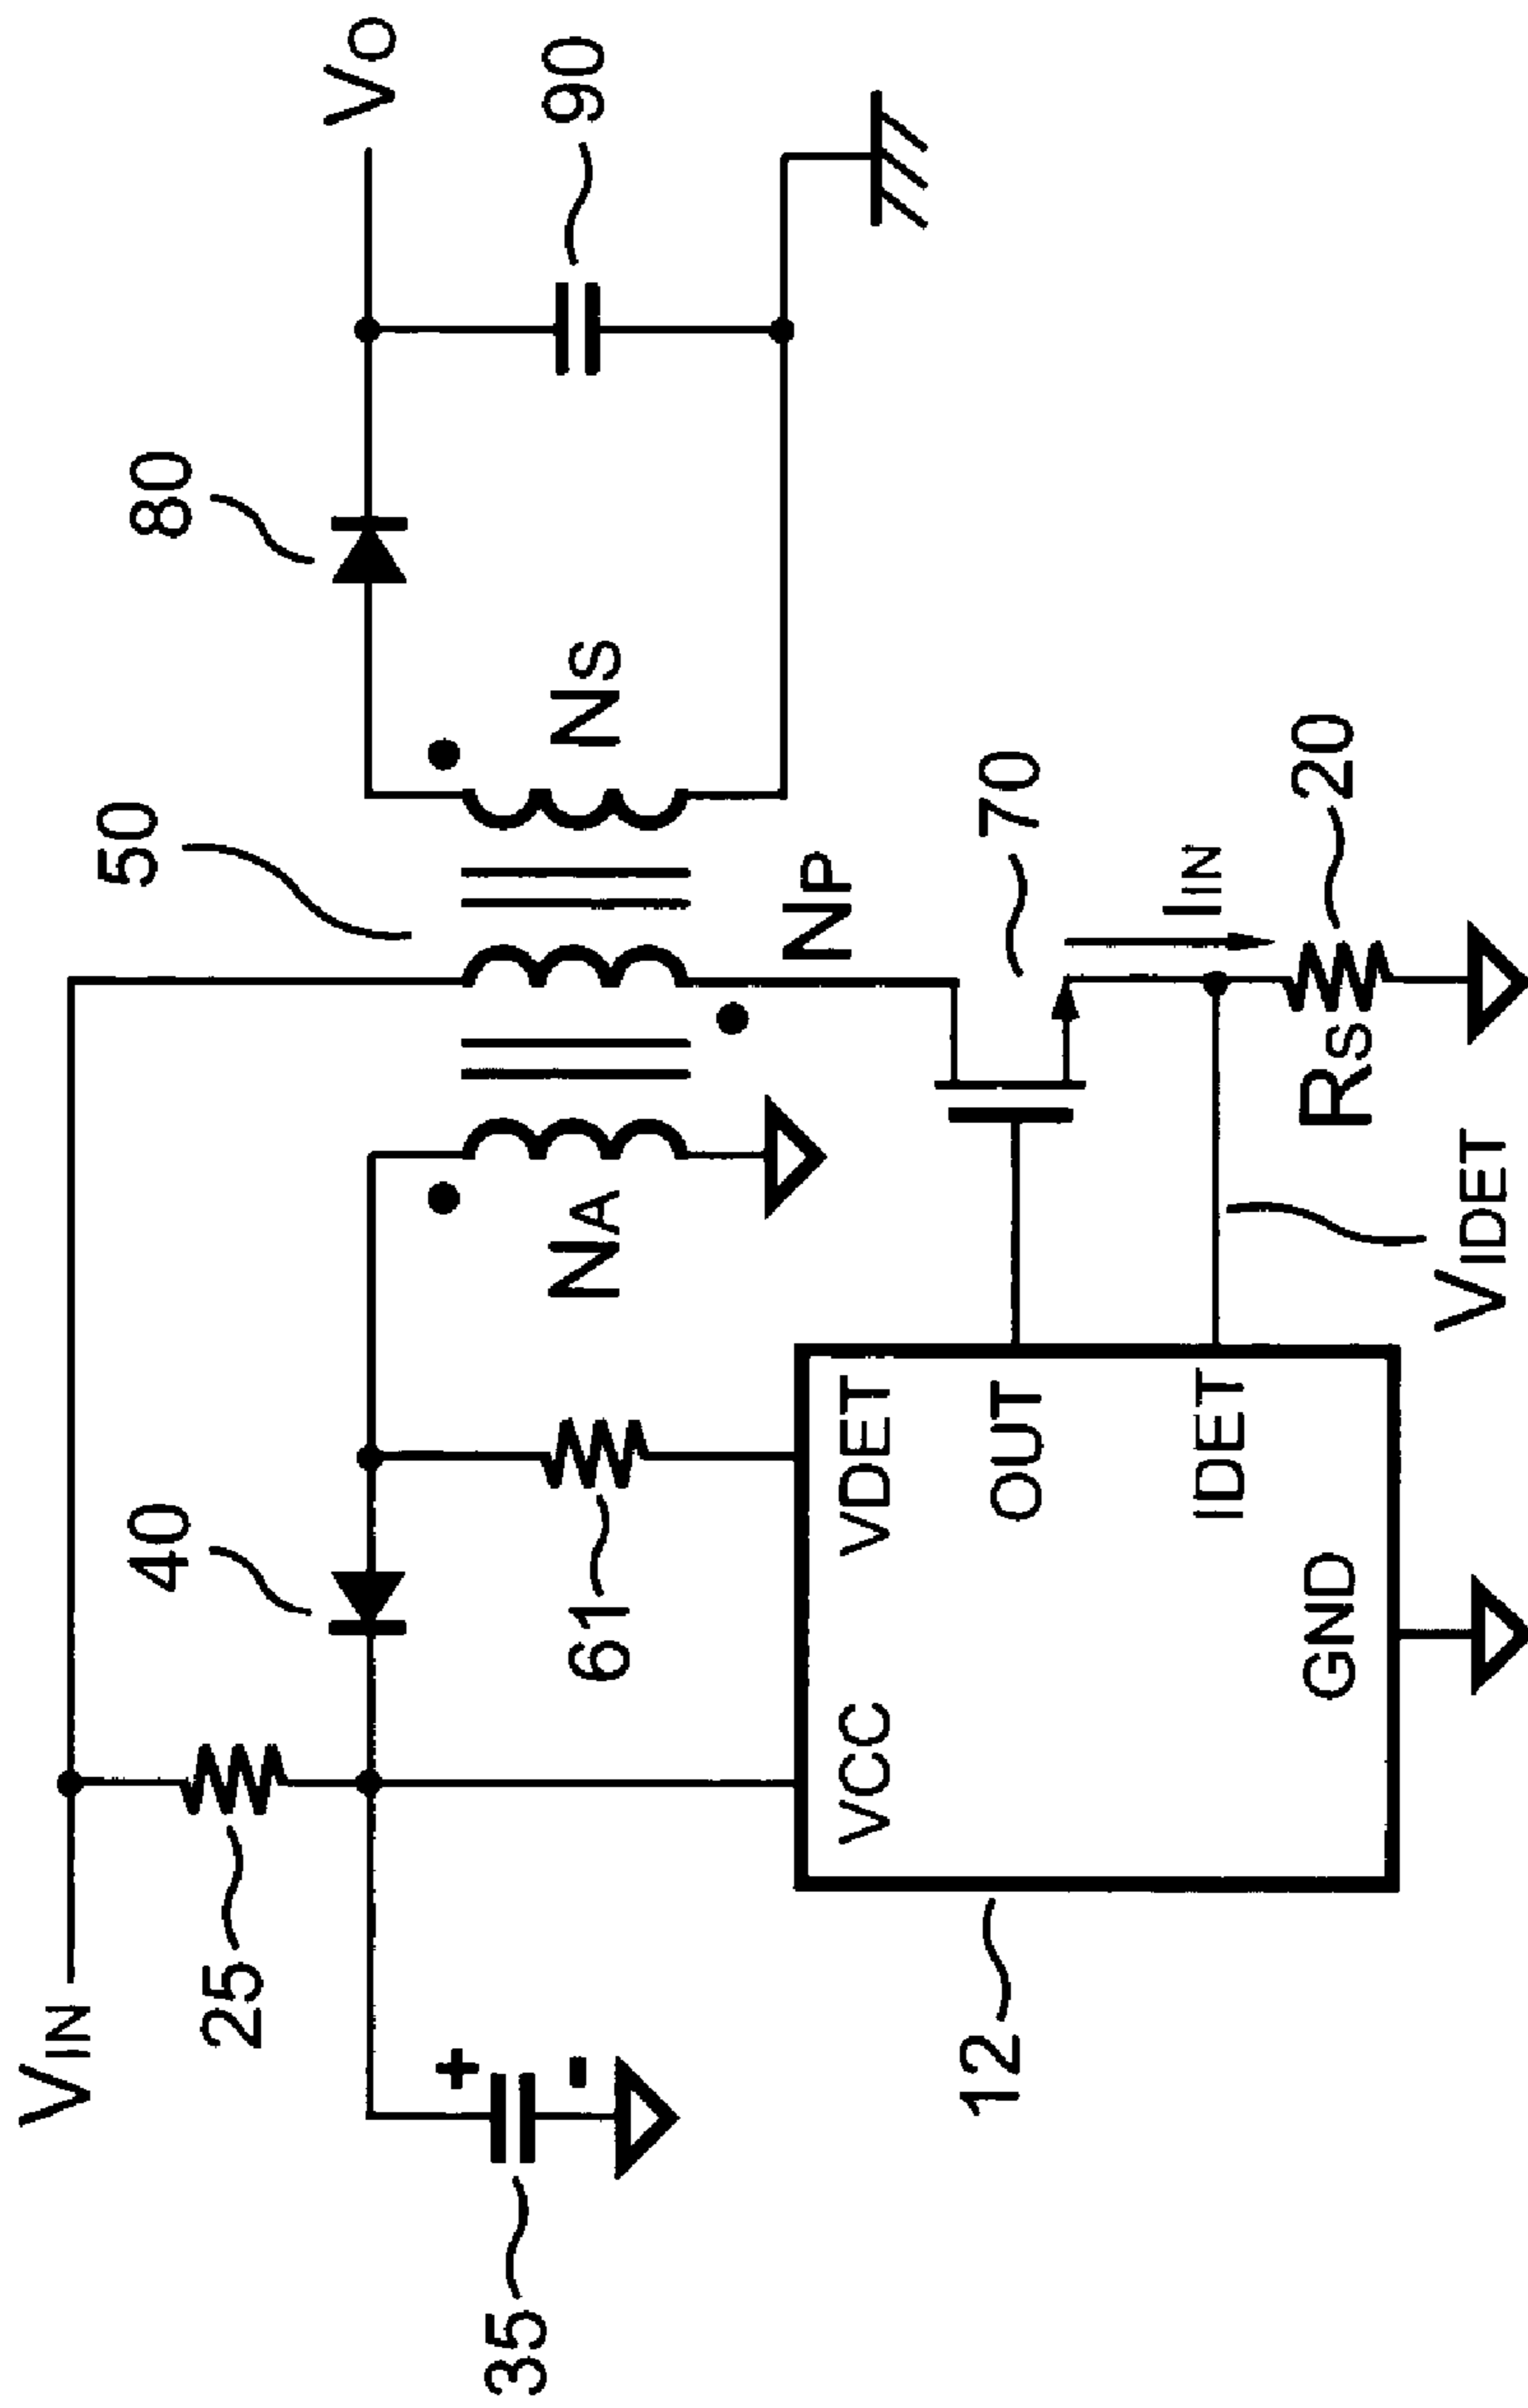 VIN
25
40
50
80
VO
35
+
-
61
NA
NP
NS
90
12
VCC
VDET
OUT
IDET
GND
70
IIN
20
RS
VIDET